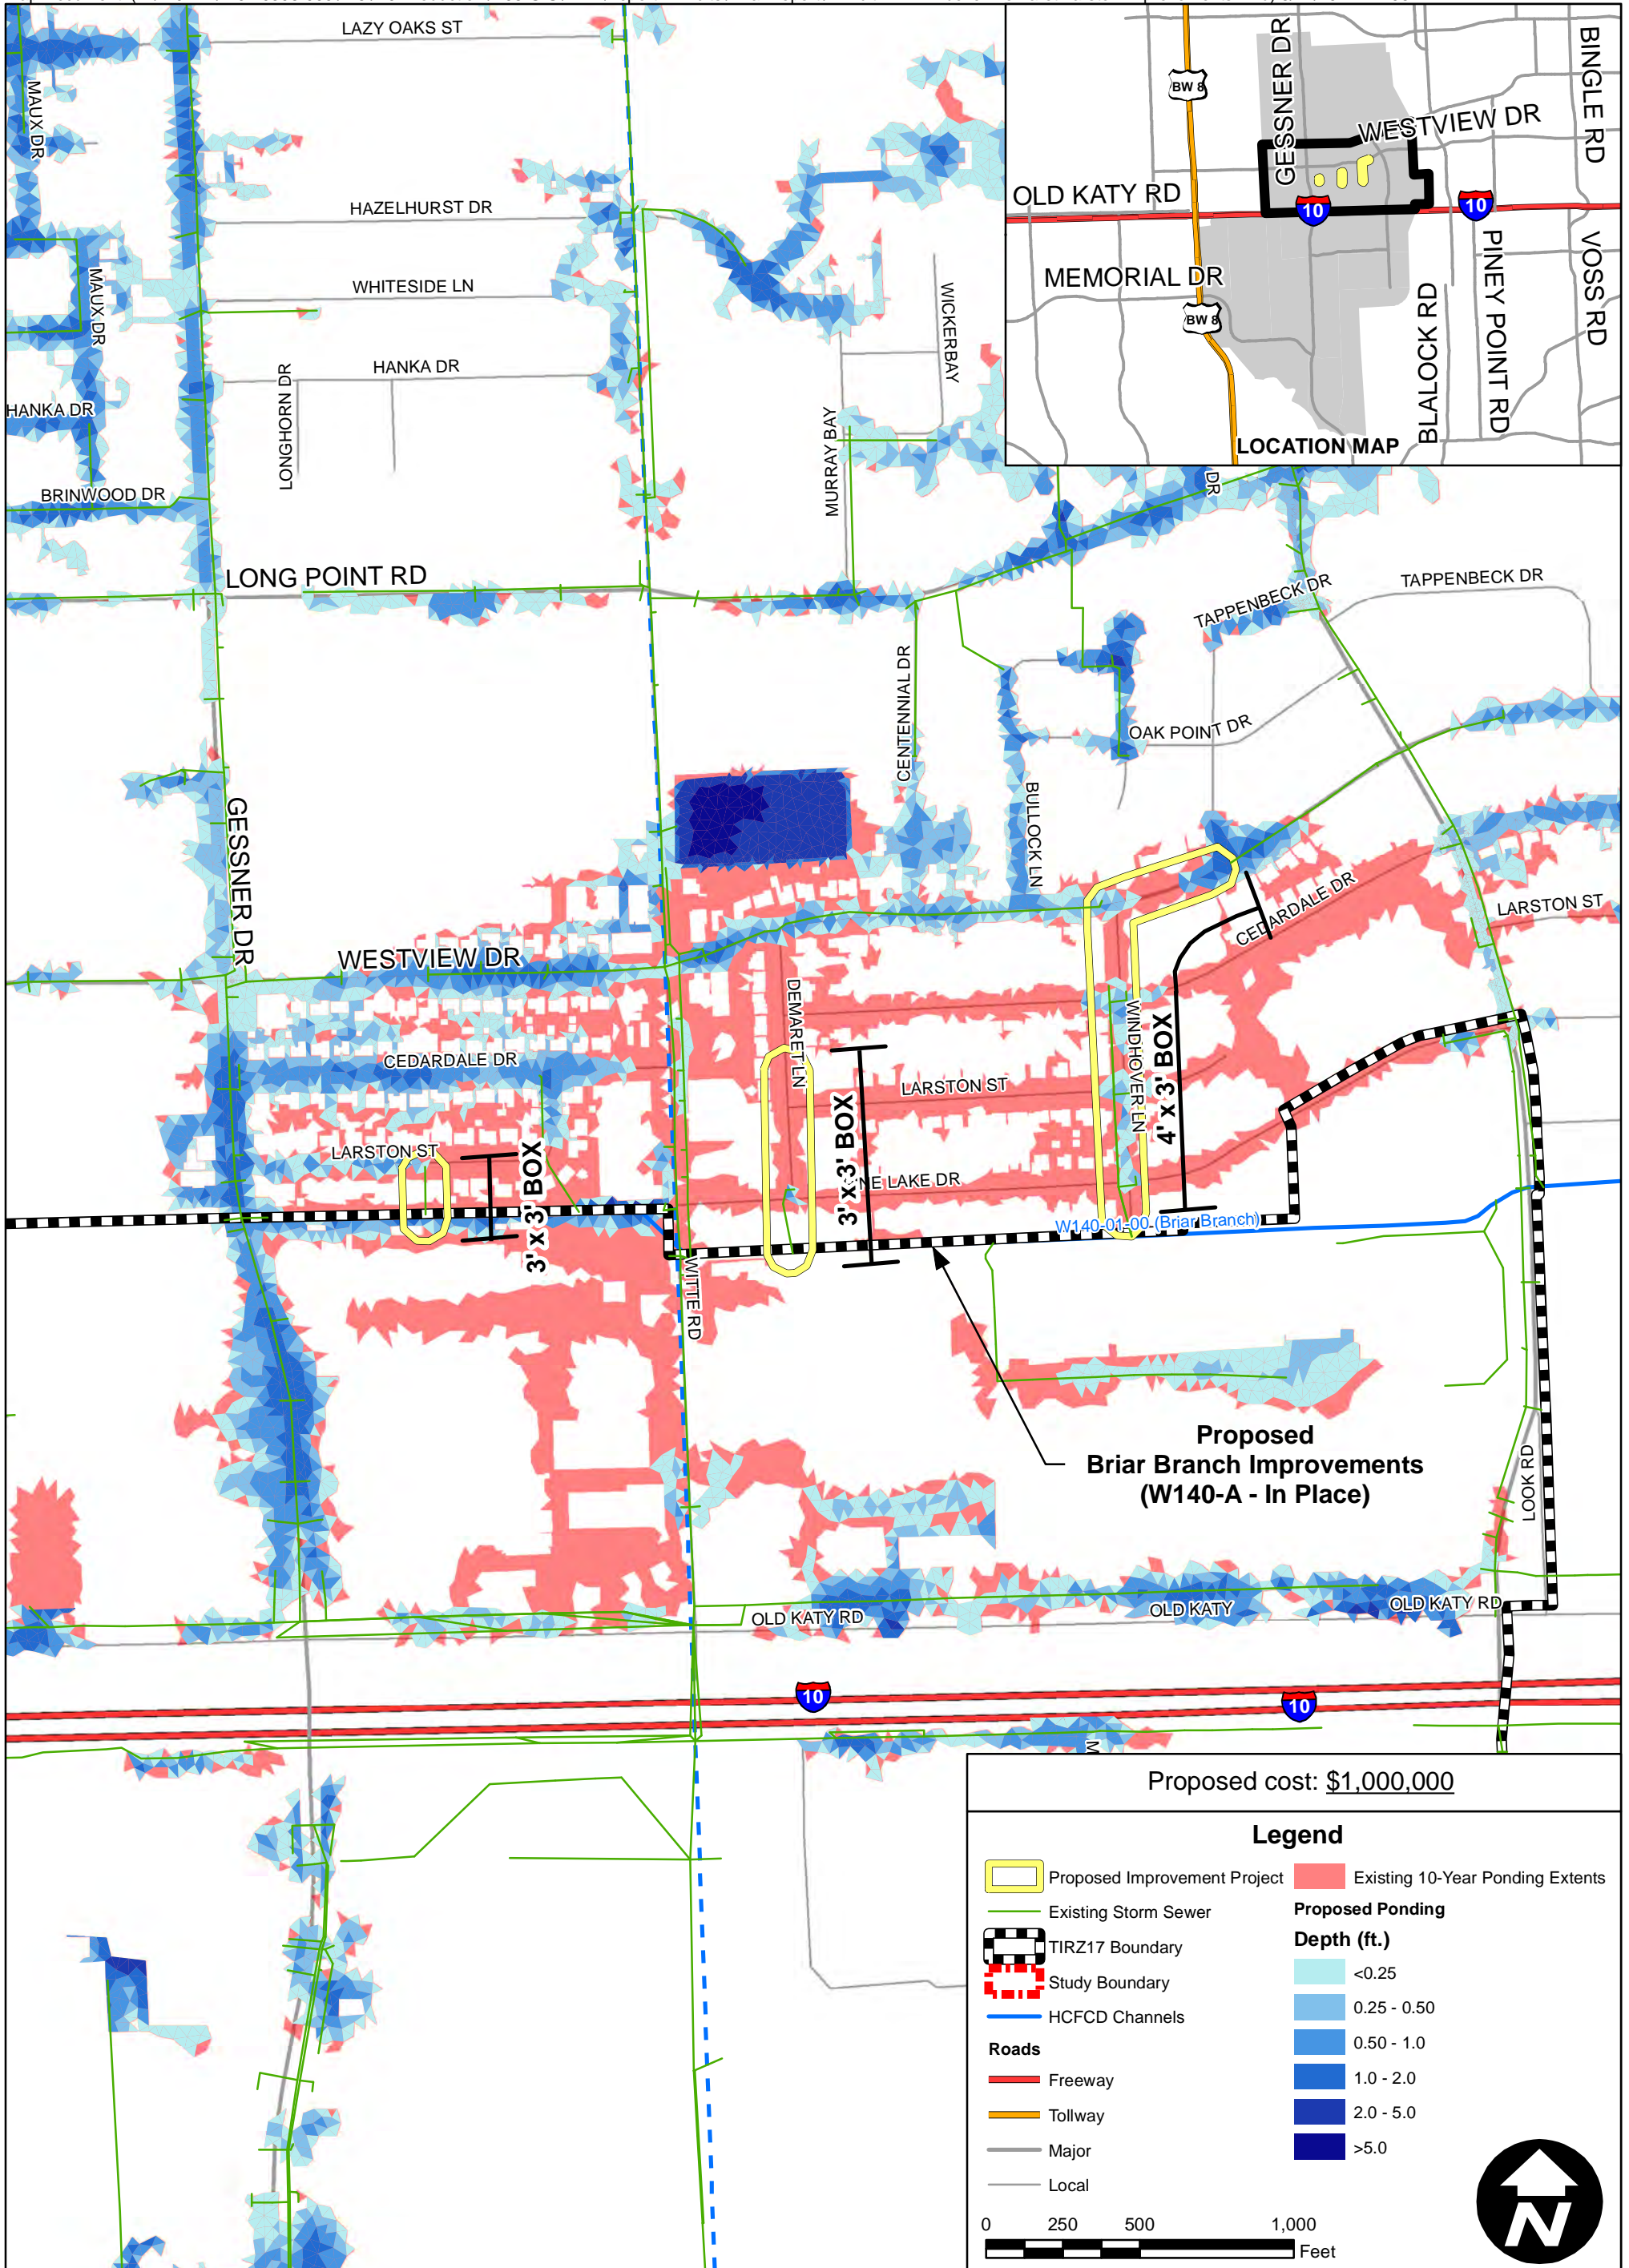 LAZY OAKS ST
MAUX DR
HAZELHURST DR
WHITESIDE LN
MAUX DR
HANKA DR
HANKA DR
LONGHORN DR
BRINWOOD DR
WICKERBAY
MURRAY BAY
LONG POINT RD
DR
TAPPENBECK DR
TAPPENBECK DR
CENTENNIAL DR
OAK POINT DR
BULLOCK LN
GESSNER DR
WESTVIEW DR
CEDARDALE DR
LARSTON ST
DEMARET LN
CEDARDALE DR
LARSTON ST
LARSTON ST
WINDHOVER LN
4' x 3' BOX
3' x 3' BOX
3' x 3' BOX
NE LAKE DR
W140-01-00 (Briar Branch)
WITTE RD
Proposed
Briar Branch Improvements
(W140-A - In Place)
LOOK RD
OLD KATY RD
OLD KATY
OLD KATY RD
10
10
M
GESSNER DR
BINGLE RD
BW 8
WESTVIEW DR
OLD KATY RD
10
10
MEMORIAL DR
BW 8
BLALOCK RD
PINEY POINT RD
VOSS RD
LOCATION MAP
Proposed cost: $1,000,000
Legend
Proposed Improvement Project
Existing Storm Sewer
TIRZ17 Boundary
Study Boundary
HCFCD Channels
Roads
Freeway
Tollway
Major
Local
Existing 10-Year Ponding Extents
Proposed Ponding
Depth (ft.)
<0.25
0.25 - 0.50
0.50 - 1.0
1.0 - 2.0
2.0 - 5.0
>5.0
0 250 500 1,000
Feet
N